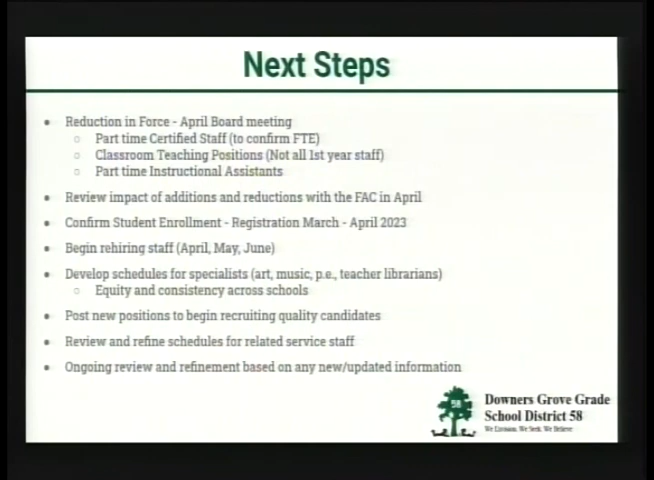 Next Steps
Reduction in Force - April Board meeting
Part time Certified Staff (to confirm FTE)
Classroom Teaching Positions (Not all 1st year staff)
Part time Instructional Assistants
Review impact of additions and reductions with the FAC in April
Confirm Student Enrollment - Registration March - April 2023
Begin rehiring staff (April, May, June)
Develop schedules for specialists (art, music, p.e., teacher librarians)
Equity and consistency across schools
Post new positions to begin recruiting quality candidates
Review and refine schedules for related service staff
Ongoing review and refinement based on any new/updated information
58
Downers Grove Grade
School District 58
We Envision. We Seek. We Believe